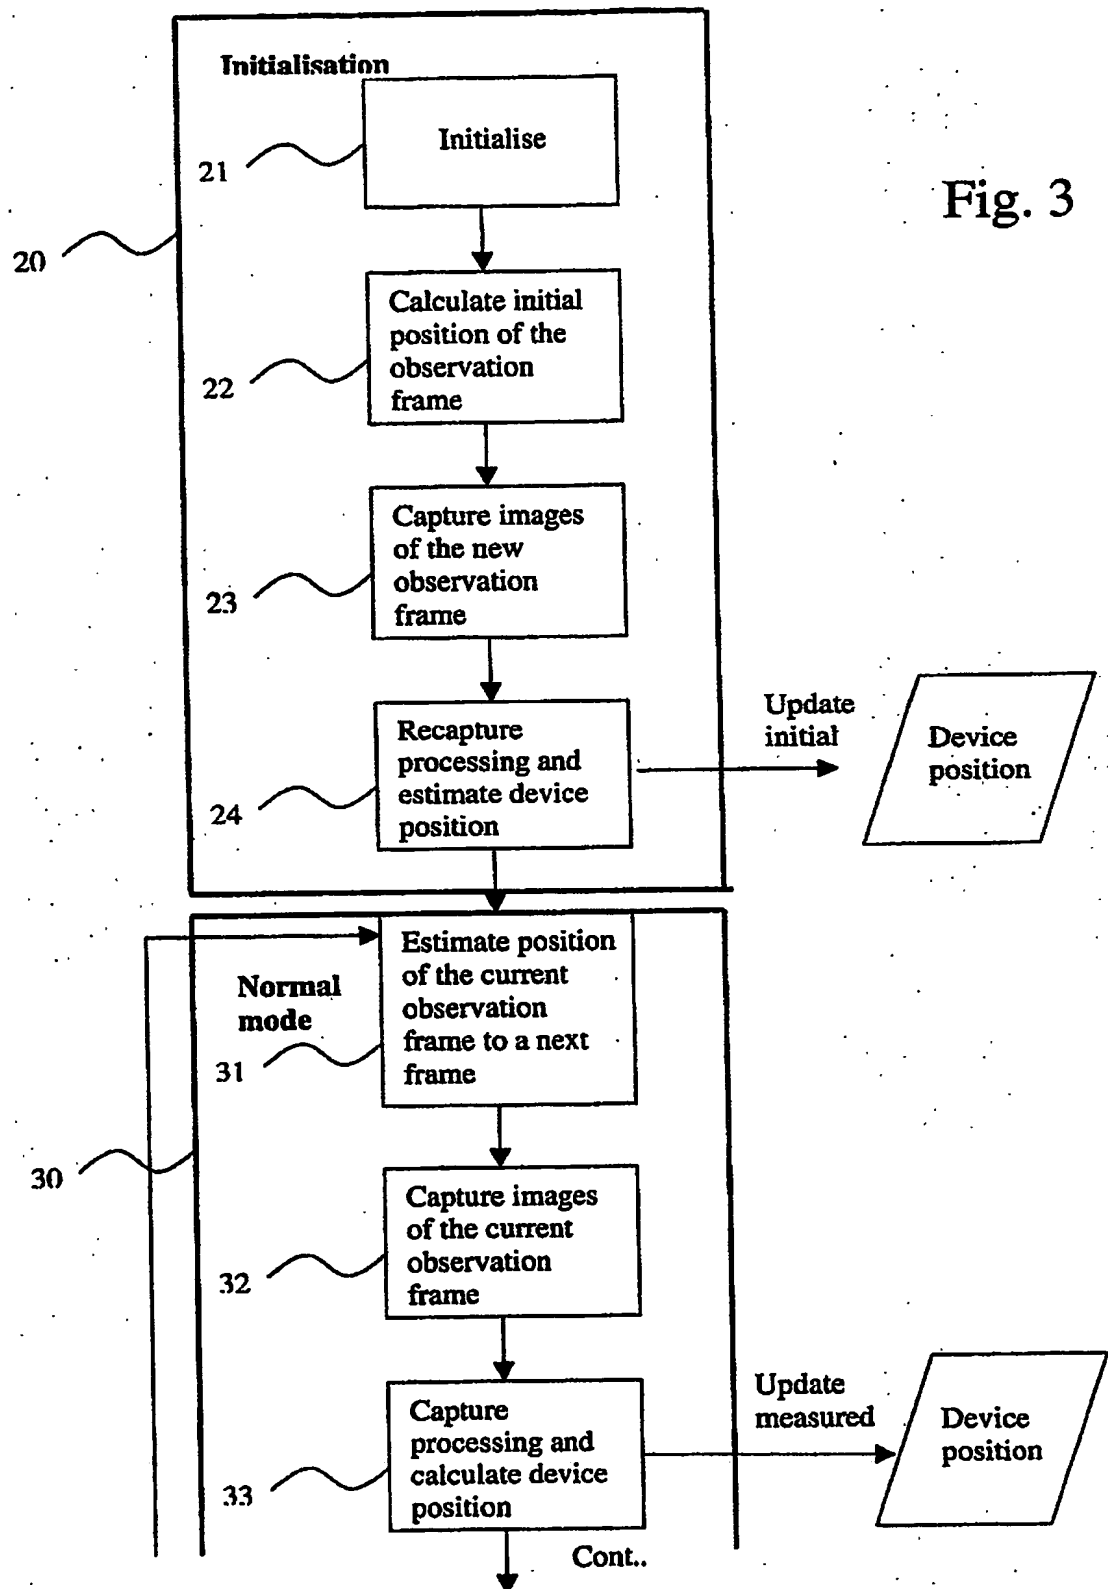 Initialisation
Initialise
21
Fig. 3
20
Calculate initial
position of the
observation
frame
22
Capture images
of the new
observation
frame
23
Recapture
processing and
estimate device
position
24
Update
initial
Device
position
Estimate position
of the current
observation
frame to a next
frame
Normal
mode
31
30
Capture images
of the current
observation
frame
32
Capture
processing and
calculate device
position
33
Update
measured
Device
position
Cont..